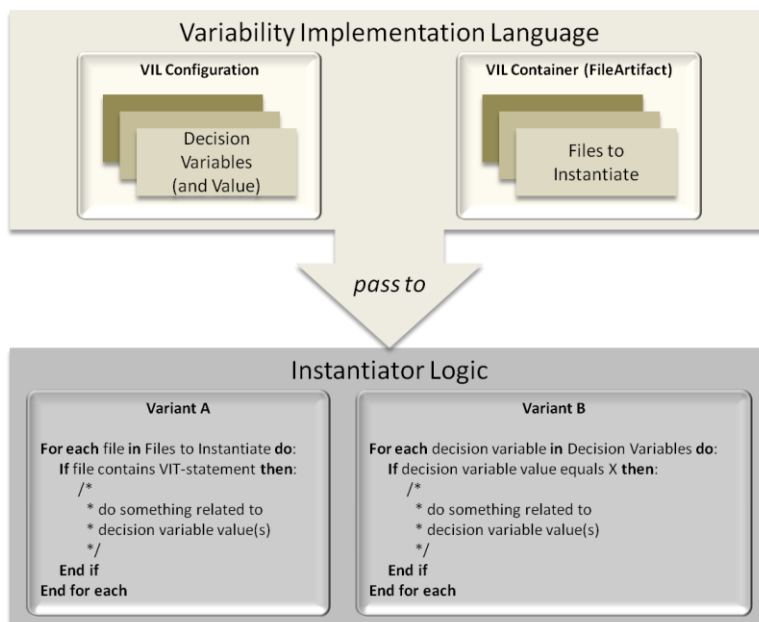 Variability Implementation Language
VIL Configuration
Decision
Variables
(and Value)
VIL Container (FileArtifact)
Files to
Instantiate
pass to
Instantiator Logic
Variant A
For each file in Files to Instantiate do:
If file contains VIT-statement then:
/*
* do something related to
* decision variable value(s)
*/
End if
End for each
Variant B
For each decision variable in Decision Variables do:
If decision variable value equals X then:
/*
* do something related to
* decision variable value(s)
*/
End if
End for each